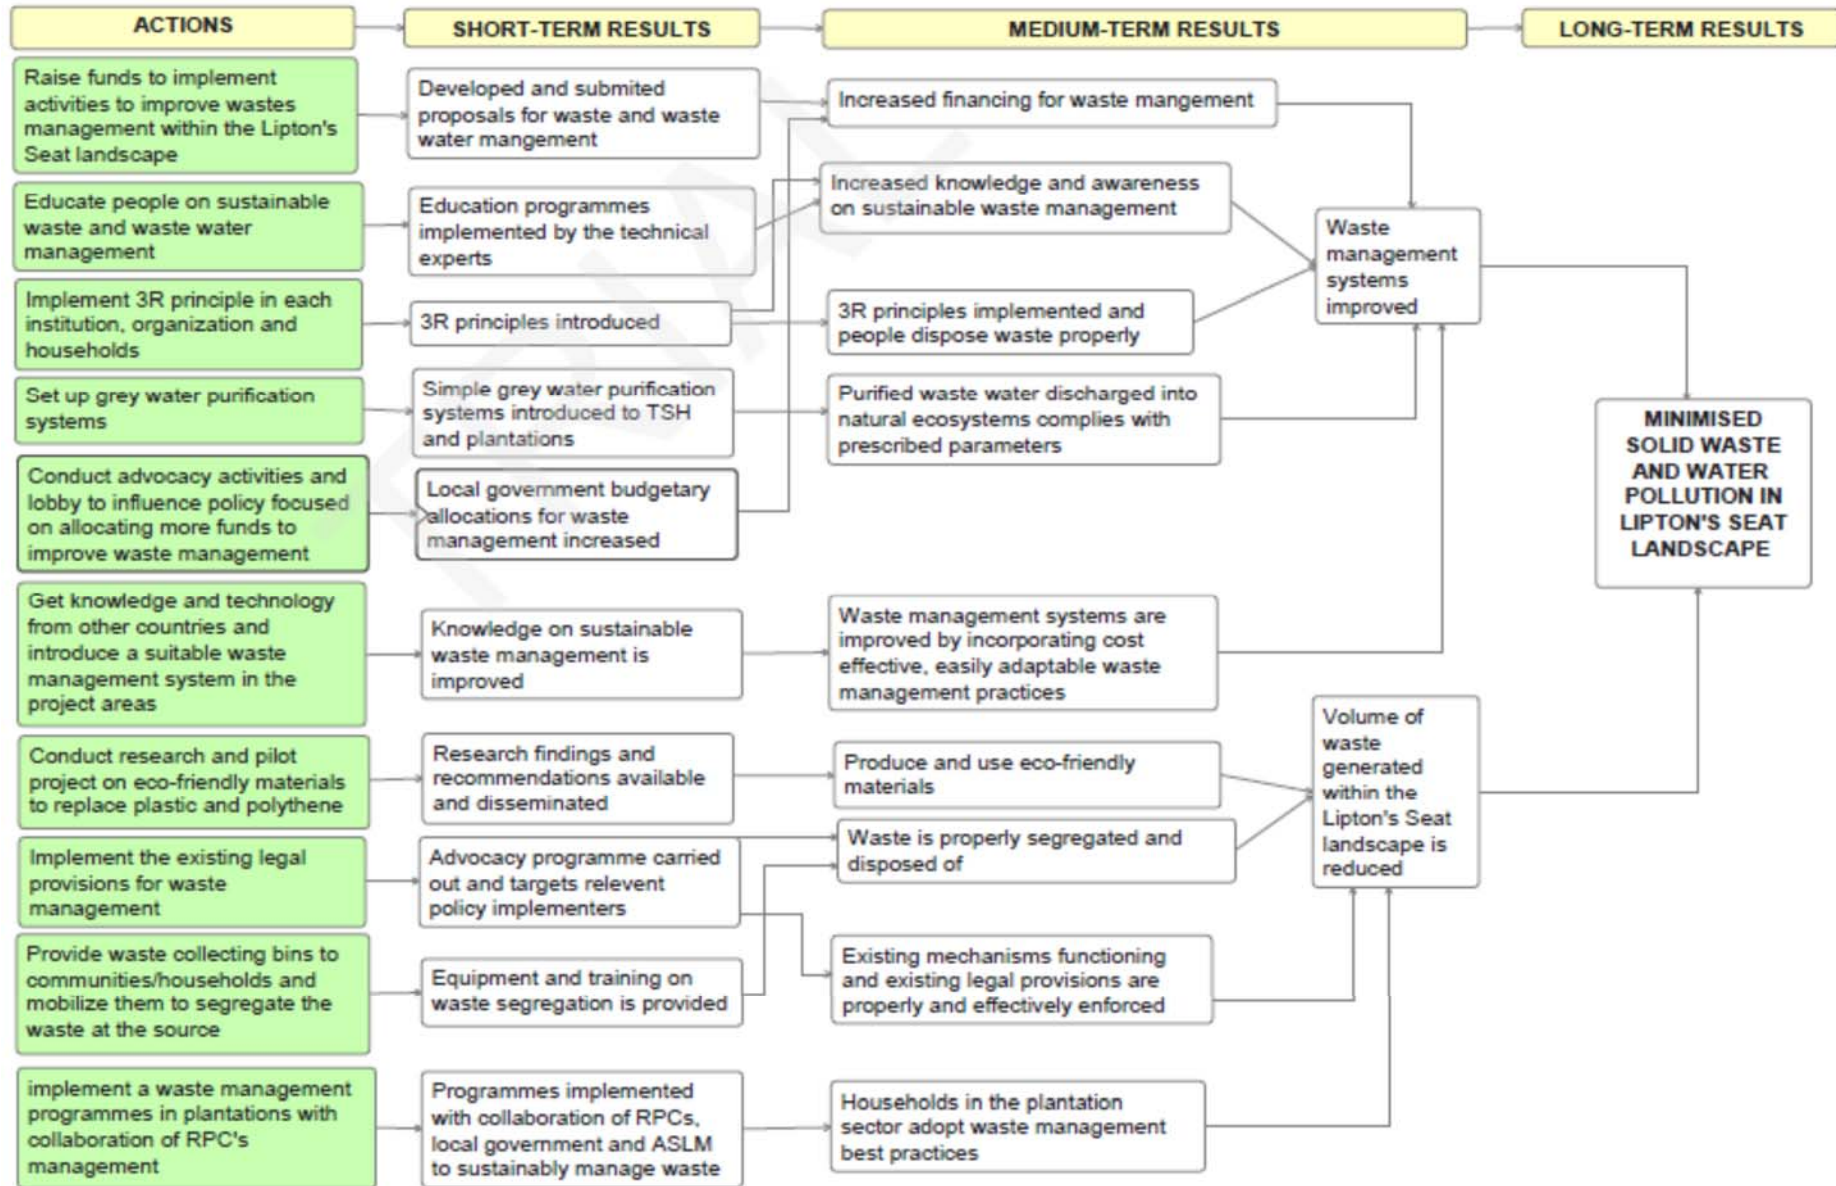 ACTIONS
SHORT-TERM RESULTS
MEDIUM-TERM RESULTS
LONG-TERM RESULTS
Raise funds to implement
activities to improve wastes
management within the Lipton's
Seat landscape
Developed and submited
proposals for waste and waste
water mangement
Increased financing for waste mangement
Educate people on sustainable
waste and waste water
management
Education programmes
implemented by the technical
experts
Increased knowledge and awareness
on sustainable waste management
Waste
management
systems
improved
Implement 3R principle in each
institution, organization and
households
3R principles introduced
3R principles implemented and
people dispose waste properly
Set up grey water purification
systems
Simple grey water purification
systems introduced to TSH
and plantations
Purified waste water discharged into
natural ecosystems complies with
prescribed parameters
MINIMISED
SOLID WASTE
AND WATER
POLLUTION IN
LIPTON'S SEAT
LANDSCAPE
Conduct advocacy activities and
lobby to influence policy focused
on allocating more funds to
improve waste management
Local government budgetary
allocations for waste
management increased
Get knowledge and technology
from other countries and
introduce a suitable waste
management system in the
project areas
Knowledge on sustainable
waste management is
improved
Waste management systems are
improved by incorporating cost
effective, easily adaptable waste
management practices
Conduct research and pilot
project on eco-friendly materials
to replace plastic and polythene
Research findings and
recommendations available
and disseminated
Produce and use eco-friendly
materials
Volume of
waste
generated
within the
Lipton's Seat
landscape is
reduced
Implement the existing legal
provisions for waste
management
Advocacy programme carried
out and targets relevent
policy implementers
Waste is properly segregated and
disposed of
Provide waste collecting bins to
communities/households and
mobilize them to segregate the
waste at the source
Equipment and training on
waste segregation is provided
Existing mechanisms functioning
and existing legal provisions are
properly and effectively enforced
implement a waste management
programmes in plantations with
collaboration of RPC's
management
Programmes implemented
with collaboration of RPCs,
local government and ASLM
to sustainably manage waste
Households in the plantation
sector adopt waste management
best practices
TRIAL